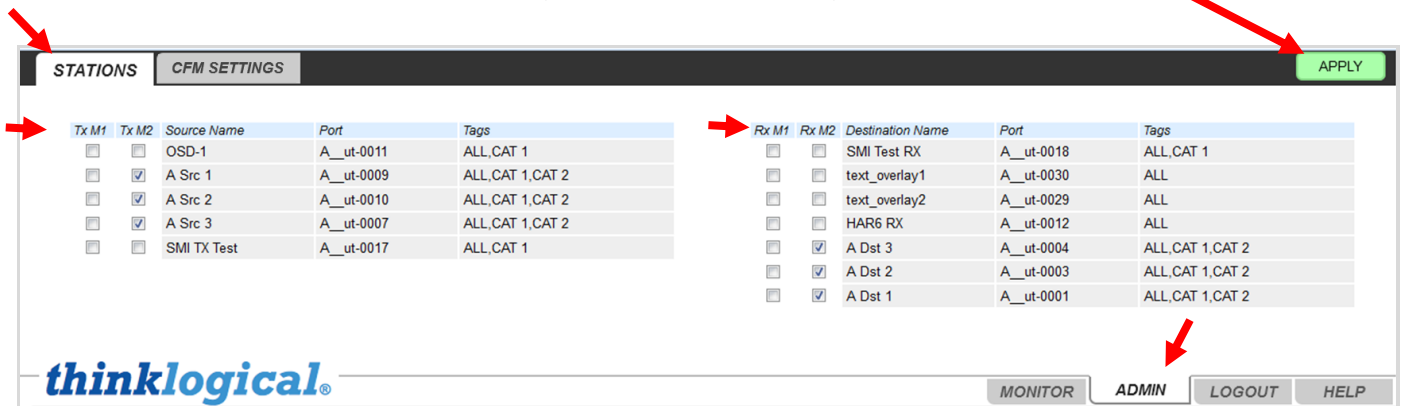 STATIONS CFM SETTINGS APPLY
Tx M1 Tx M2 Source Name Port Tags Rx M1 Rx M2 Destination Name Port Tags
OSD-1 A__ut-0011 ALL,CAT 1 SMI Test RX A__ut-0018 ALL,CAT 1
A Src 1 A__ut-0009 ALL,CAT 1,CAT 2 text_overlay1 A__ut-0030 ALL
A Src 2 A__ut-0010 ALL,CAT 1,CAT 2 text_overlay2 A__ut-0029 ALL
A Src 3 A__ut-0007 ALL,CAT 1,CAT 2 HAR6 RX A__ut-0012 ALL
SMI TX Test A__ut-0017 ALL,CAT 1 A Dst 3 A__ut-0004 ALL,CAT 1,CAT 2
A Dst 2 A__ut-0003 ALL,CAT 1,CAT 2
A Dst 1 A__ut-0001 ALL,CAT 1,CAT 2
thinklogical®
MONITOR ADMIN LOGOUT HELP